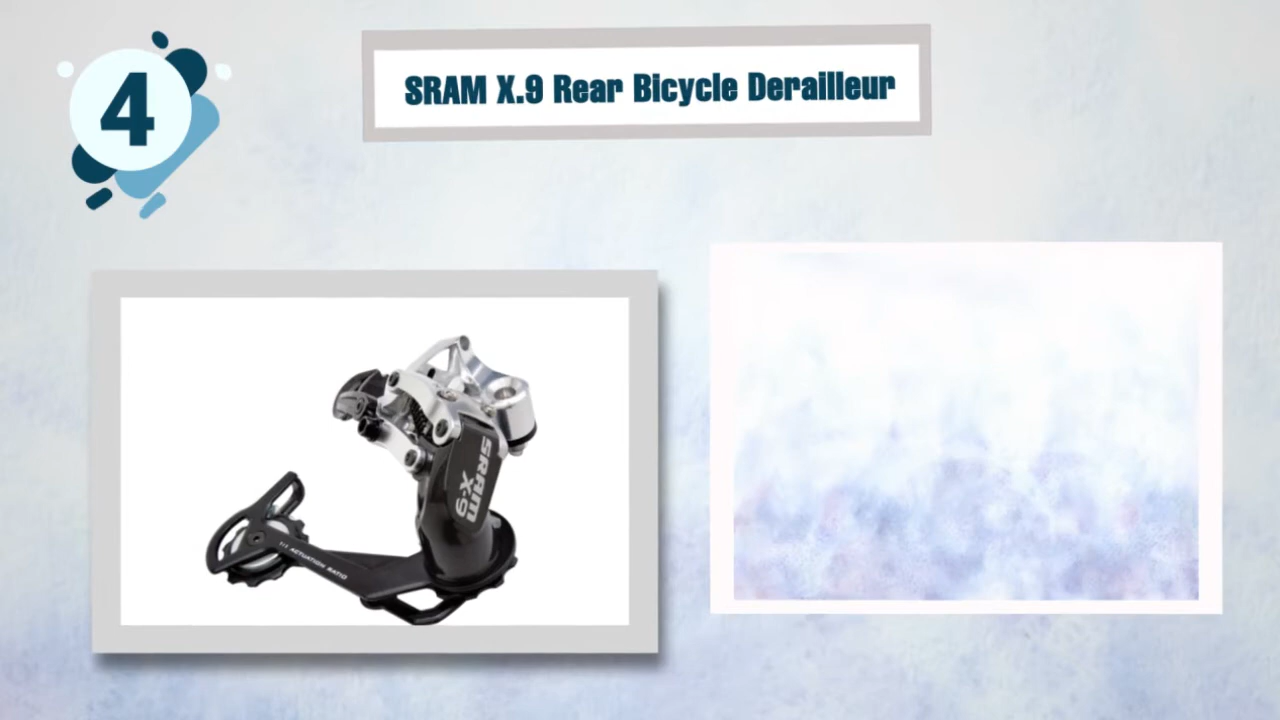 4
SRAM X.9 Rear Bicycle Derailleur
SRAM
X·9
1:1 ACTUATION RATIO